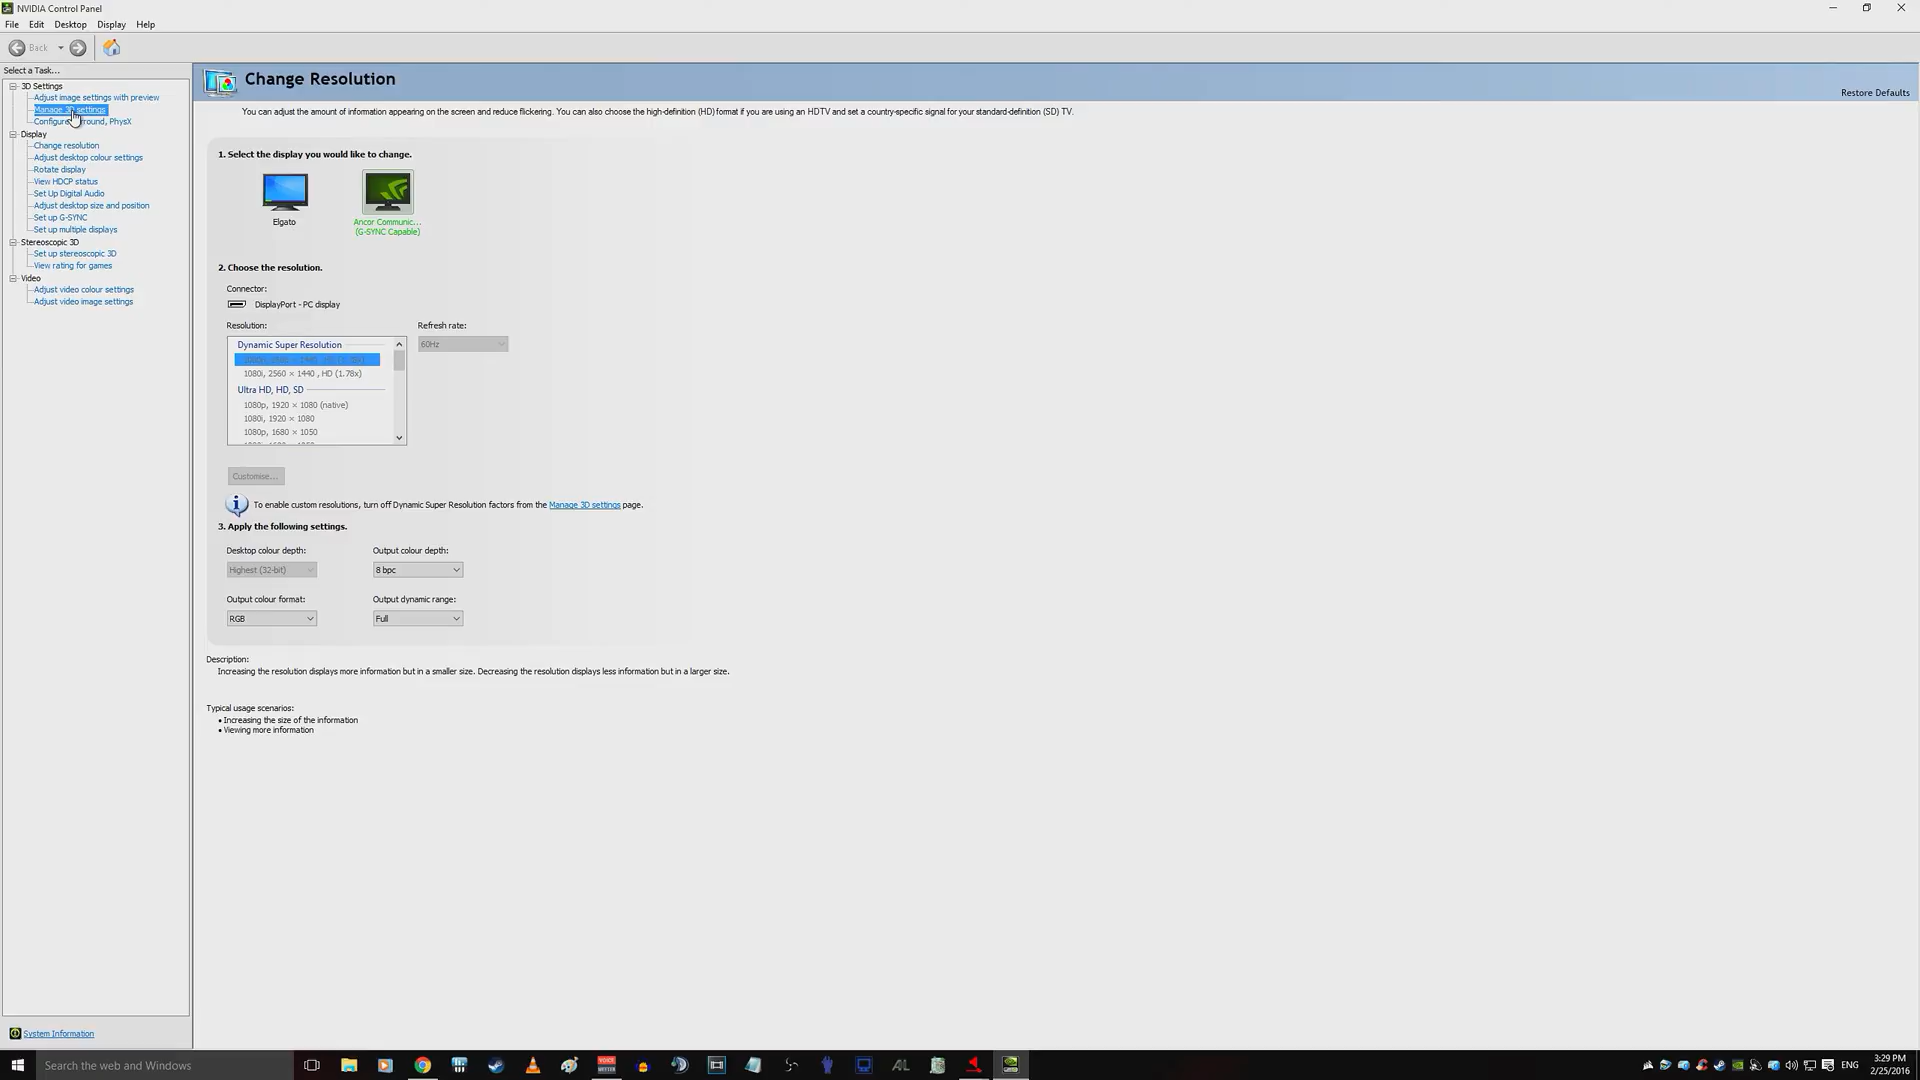 NVIDIA Control Panel
File Edit Desktop Display Help
Back
Select a Task...
3D Settings
Adjust image settings with preview
Manage 3D settings
Configure Surround, PhysX
Display
Change resolution
Adjust desktop colour settings
Rotate display
View HDCP status
Set Up Digital Audio
Adjust desktop size and position
Set up G-SYNC
Set up multiple displays
Stereoscopic 3D
Set up stereoscopic 3D
View rating for games
Video
Adjust video colour settings
Adjust video image settings
System Information
Change Resolution
Restore Defaults
You can adjust the amount of information appearing on the screen and reduce flickering. You can also choose the high-definition (HD) format if you are using an HDTV and set a country-specific signal for your standard-definition (SD) TV.
1. Select the display you would like to change.
Elgato
Ancor Communic...
(G-SYNC Capable)
2. Choose the resolution.
Connector:
DisplayPort - PC display
Resolution:
Refresh rate:
60Hz
Dynamic Super Resolution
1080i, 2560 × 1440 , HD (1.78x)
Ultra HD, HD, SD
1080p, 1920 × 1080 (native)
1080i, 1920 × 1080
1080p, 1680 × 1050
Customise...
To enable custom resolutions, turn off Dynamic Super Resolution factors from the Manage 3D settings page.
3. Apply the following settings.
Desktop colour depth:
Output colour depth:
Highest (32-bit)
8 bpc
Output colour format:
Output dynamic range:
RGB
Full
Description:
Increasing the resolution displays more information but in a smaller size. Decreasing the resolution displays less information but in a larger size.
Typical usage scenarios:
• Increasing the size of the information
• Viewing more information
Search the web and Windows
VOICE
AL
ENG
3:29 PM
2/25/2016